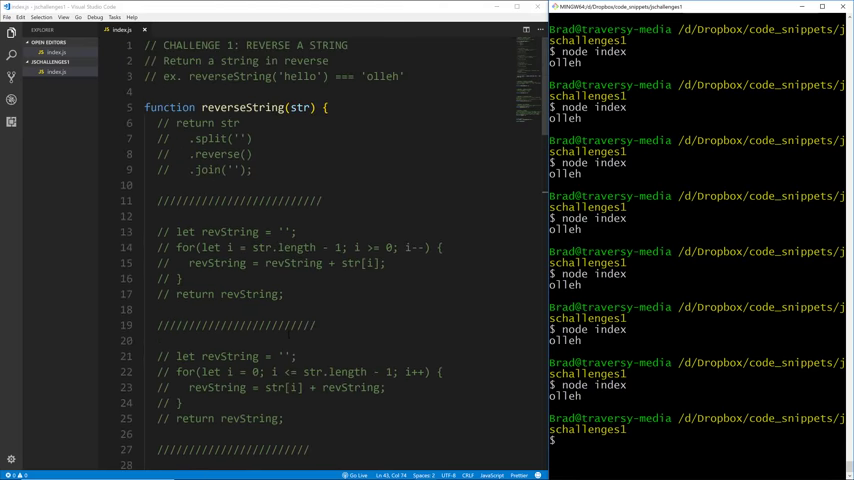 index.js - jschallenges1 - Visual Studio Code
File Edit Selection View Go Debug Tasks Help
EXPLORER
OPEN EDITORS
index.js
JSCHALLENGES1
index.js
index.js
1 // CHALLENGE 1: REVERSE A STRING
2 // Return a string in reverse
3 // ex. reverseString('hello') === 'olleh'
4
5 function reverseString(str) {
6 // return str
7 //   .split('')
8 //   .reverse()
9 //   .join('');
10
11 //////////////////////////
12
13 // let revString = '';
14 // for(let i = str.length - 1; i >= 0; i--) {
15 //   revString = revString + str[i];
16 // }
17 // return revString;
18
19 /////////////////////////
20
21 // let revString = '';
22 // for(let i = 0; i <= str.length - 1; i++) {
23 //   revString = str[i] + revString;
24 // }
25 // return revString;
26
27 ////////////////////////
28
0 0
Go Live Ln 43, Col 74 Spaces: 2 UTF-8 CRLF JavaScript Prettier
MINGW64:/d/Dropbox/code_snippets/jschallenges1
Brad@traversy-media /d/Dropbox/code_snippets/j
schallenges1
$ node index
olleh
Brad@traversy-media /d/Dropbox/code_snippets/j
schallenges1
$ node index
olleh
Brad@traversy-media /d/Dropbox/code_snippets/j
schallenges1
$ node index
olleh
Brad@traversy-media /d/Dropbox/code_snippets/j
schallenges1
$ node index
olleh
Brad@traversy-media /d/Dropbox/code_snippets/j
schallenges1
$ node index
olleh
Brad@traversy-media /d/Dropbox/code_snippets/j
schallenges1
$ node index
olleh
Brad@traversy-media /d/Dropbox/code_snippets/j
schallenges1
$ node index
olleh
Brad@traversy-media /d/Dropbox/code_snippets/j
schallenges1
$